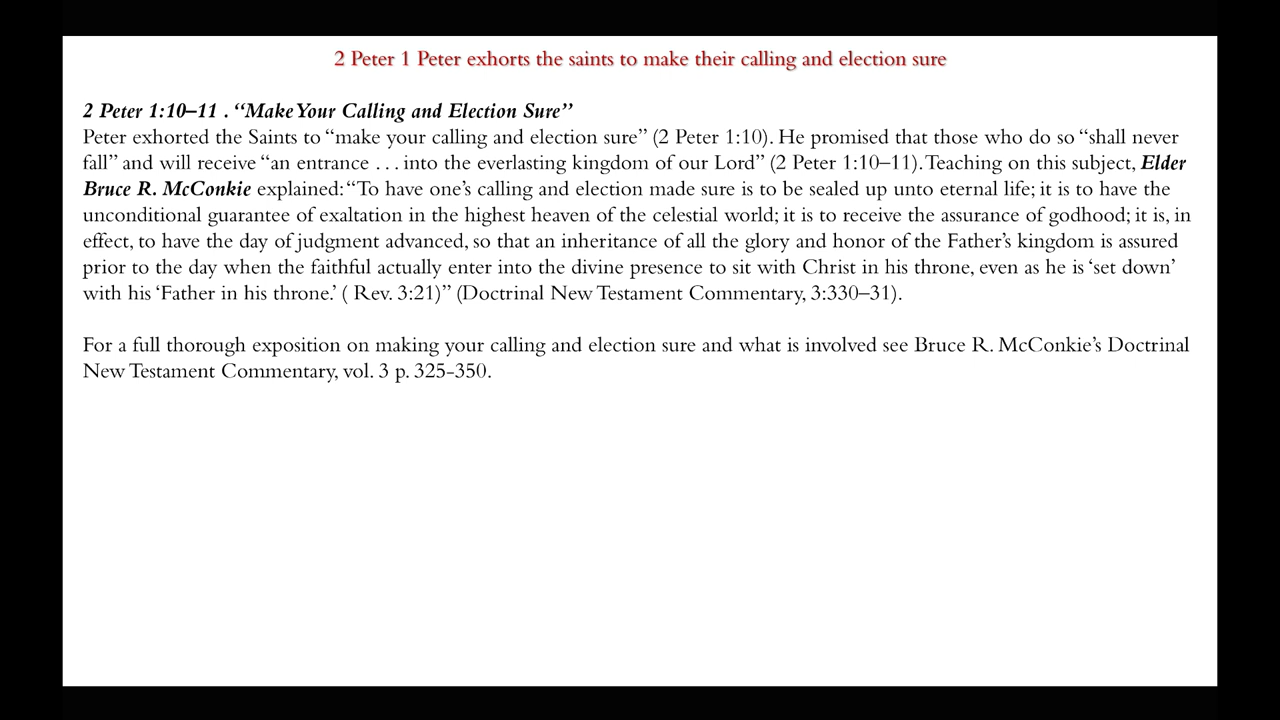 2 Peter 1 Peter exhorts the saints to make their calling and election sure
2 Peter 1:10–11 . “Make Your Calling and Election Sure”
Peter exhorted the Saints to “make your calling and election sure” (2 Peter 1:10). He promised that those who do so “shall never
fall” and will receive “an entrance . . . into the everlasting kingdom of our Lord” (2 Peter 1:10–11). Teaching on this subject, Elder
Bruce R. McConkie explained: “To have one’s calling and election made sure is to be sealed up unto eternal life; it is to have the
unconditional guarantee of exaltation in the highest heaven of the celestial world; it is to receive the assurance of godhood; it is, in
effect, to have the day of judgment advanced, so that an inheritance of all the glory and honor of the Father’s kingdom is assured
prior to the day when the faithful actually enter into the divine presence to sit with Christ in his throne, even as he is ‘set down’
with his ‘Father in his throne.’ ( Rev. 3:21)” (Doctrinal New Testament Commentary, 3:330–31).
For a full thorough exposition on making your calling and election sure and what is involved see Bruce R. McConkie’s Doctrinal
New Testament Commentary, vol. 3 p. 325-350.